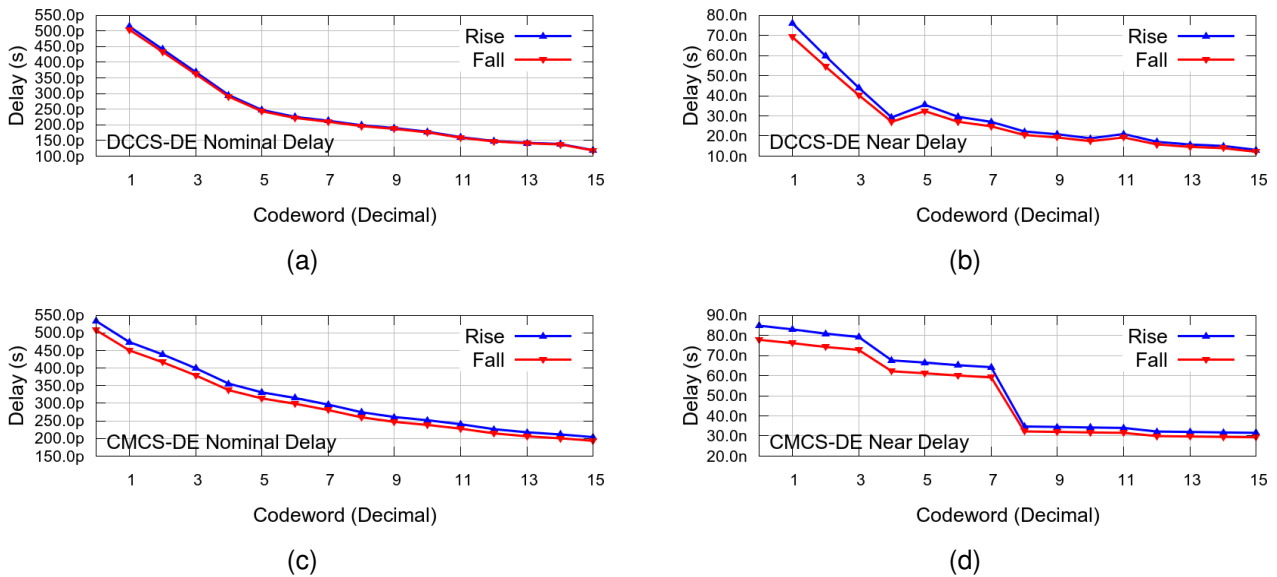 550.0p
500.0p
450.0p
400.0p
350.0p
300.0p
250.0p
200.0p
150.0p
100.0p
Delay (s)
Rise
Fall
DCCS-DE Nominal Delay
1 3 5 7 9 11 13 15
Codeword (Decimal)
(a)
80.0n
70.0n
60.0n
50.0n
40.0n
30.0n
20.0n
10.0n
Delay (s)
Rise
Fall
DCCS-DE Near Delay
1 3 5 7 9 11 13 15
Codeword (Decimal)
(b)
550.0p
500.0p
450.0p
400.0p
350.0p
300.0p
250.0p
200.0p
150.0p
Delay (s)
Rise
Fall
CMCS-DE Nominal Delay
1 3 5 7 9 11 13 15
Codeword (Decimal)
(c)
90.0n
80.0n
70.0n
60.0n
50.0n
40.0n
30.0n
20.0n
Delay (s)
Rise
Fall
CMCS-DE Near Delay
1 3 5 7 9 11 13 15
Codeword (Decimal)
(d)